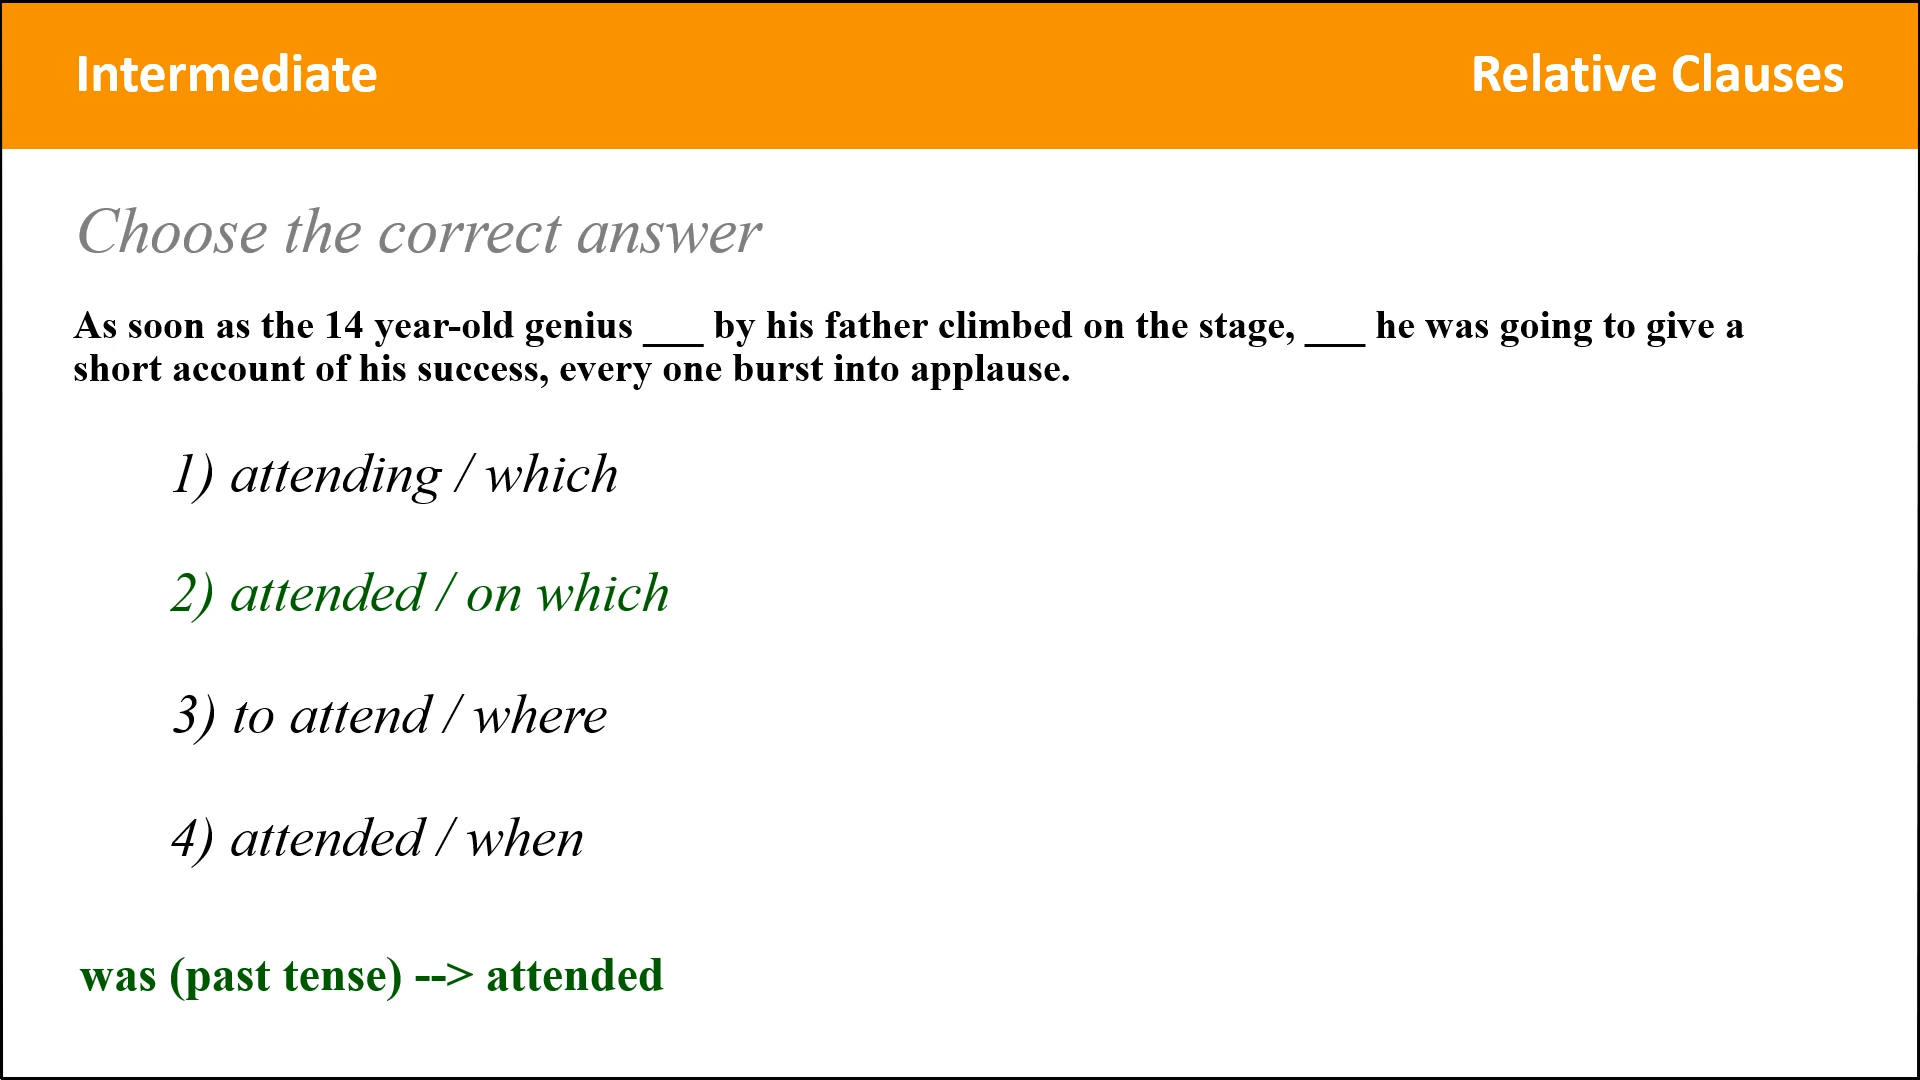 Intermediate
Relative Clauses
Choose the correct answer
As soon as the 14 year-old genius ___ by his father climbed on the stage, ___ he was going to give a
short account of his success, every one burst into applause.
1) attending / which
2) attended / on which
3) to attend / where
4) attended / when
was (past tense) --> attended